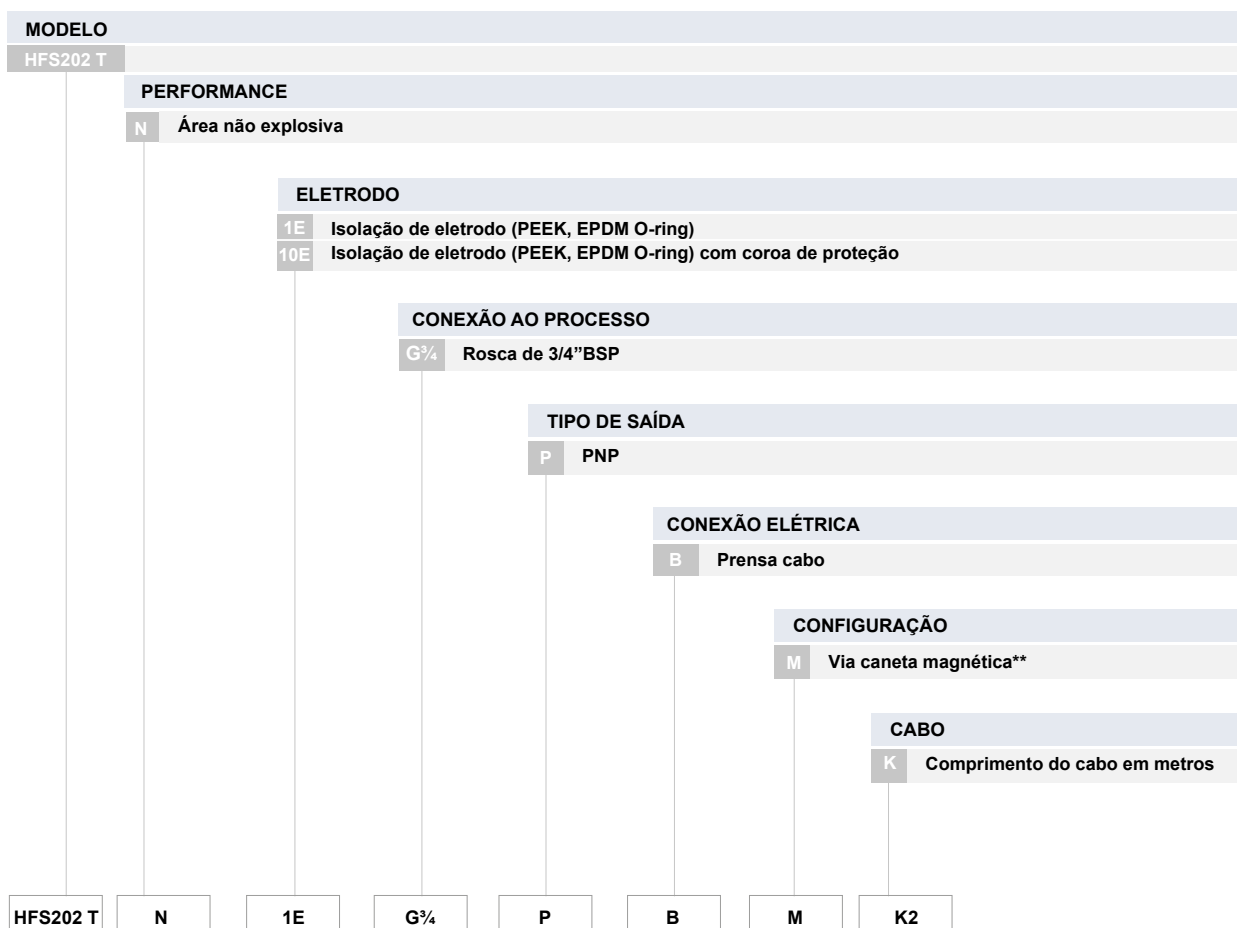 MODELO
HFS202 T
PERFORMANCE
N Área não explosiva
ELETRODO
1E Isolação de eletrodo (PEEK, EPDM O-ring)
10E Isolação de eletrodo (PEEK, EPDM O-ring) com coroa de proteção
CONEXÃO AO PROCESSO
G¾ Rosca de 3/4”BSP
TIPO DE SAÍDA
P PNP
CONEXÃO ELÉTRICA
B Prensa cabo
CONFIGURAÇÃO
M Via caneta magnética**
CABO
K Comprimento do cabo em metros
HFS202 T N 1E G¾ P B M K2